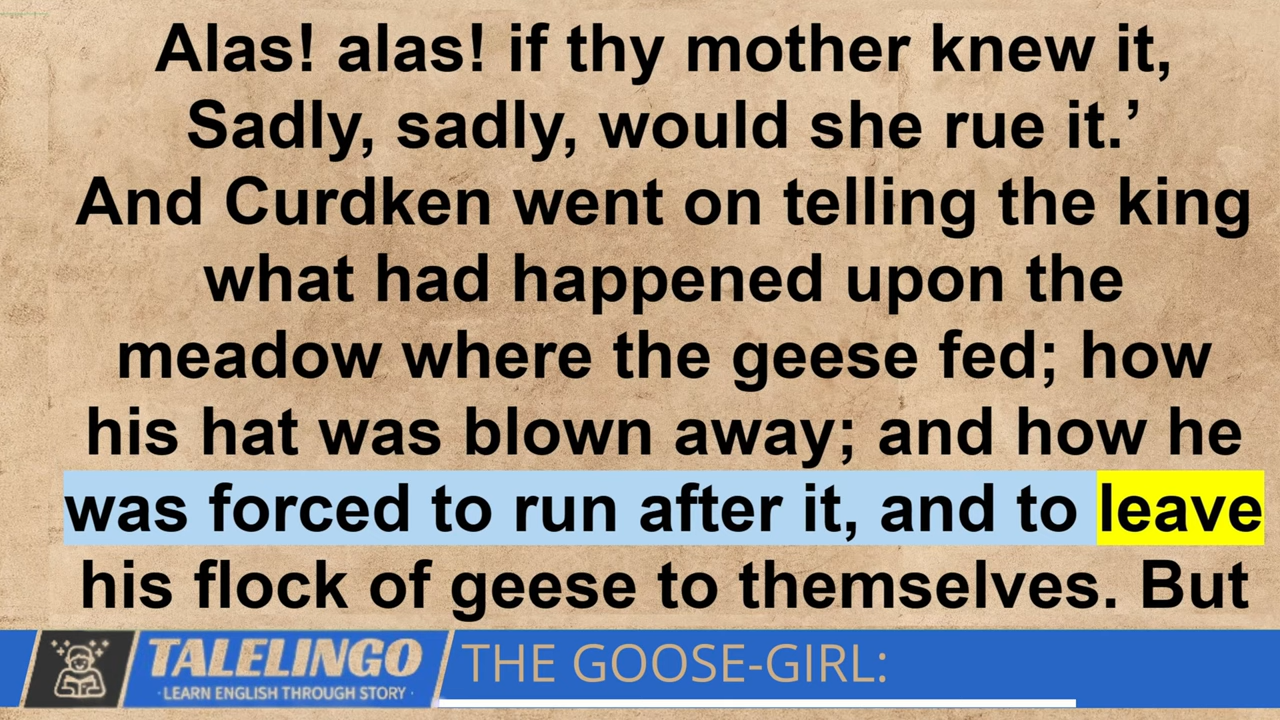 Alas! alas! if thy mother knew it,
Sadly, sadly, would she rue it.’
And Curdken went on telling the king
what had happened upon the
meadow where the geese fed; how
his hat was blown away; and how he
was forced to run after it, and to leave
his flock of geese to themselves. But
TALELINGO
· LEARN ENGLISH THROUGH STORY ·
THE GOOSE-GIRL: